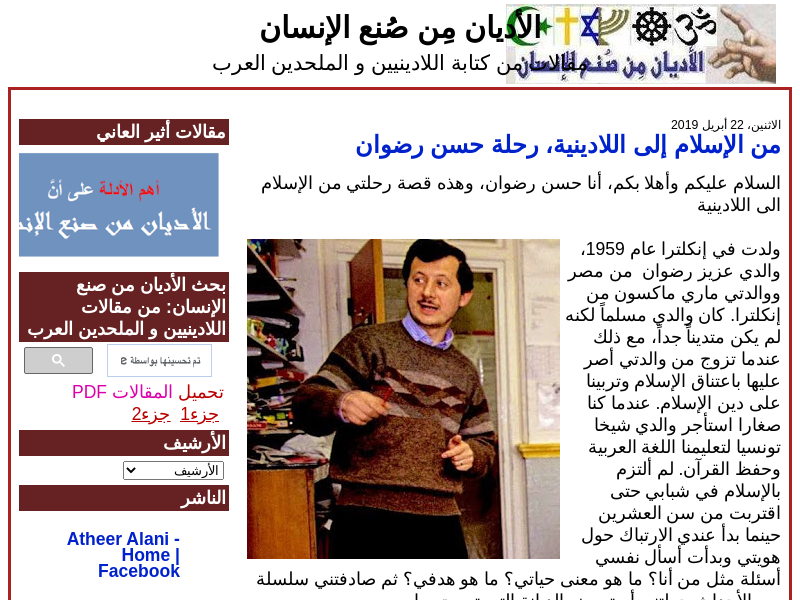 الأديان مِن صُنع الإنسان
مقالات من كتابة اللادينيين و الملحدين العرب
الأديان مِن صُنع الإنسان
الاثنين، 22 أبريل 2019
من الإسلام إلى اللادينية، رحلة حسن رضوان
السلام عليكم وأهلا بكم، أنا حسن رضوان، وهذه قصة رحلتي من الإسلام
الى اللادينية
ولدت في إنكلترا عام 1959،
والدي عزيز رضوان من مصر
ووالدتي ماري ماكسون من
إنكلترا. كان والدي مسلماً لكنه
لم يكن متديناً جداً، مع ذلك
عندما تزوج من والدتي أصر
عليها باعتناق الإسلام وتربينا
على دين الإسلام. عندما كنا
صغارا استأجر والدي شيخا
تونسيا لتعليمنا اللغة العربية
وحفظ القرآن. لم ألتزم
بالإسلام في شبابي حتى
اقتربت من سن العشرين
حينما بدأ عندي الارتباك حول
هويتي وبدأت أسأل نفسي
أسئلة مثل من أنا؟ ما هو معنى حياتي؟ ما هو هدفي؟ ثم صادفتني سلسلة
مقالات أثير العاني
أهم الأدلة على أنَّ
الأديان من صنع الإنس
بحث الأديان من صنع
الإنسان: من مقالات
اللادينيين و الملحدين العرب
تم تحسينها بواسطة
تحميل المقالات PDF
جزء1 جزء2
الأرشيف
الأرشيف
الناشر
Atheer Alani -
Home |
Facebook